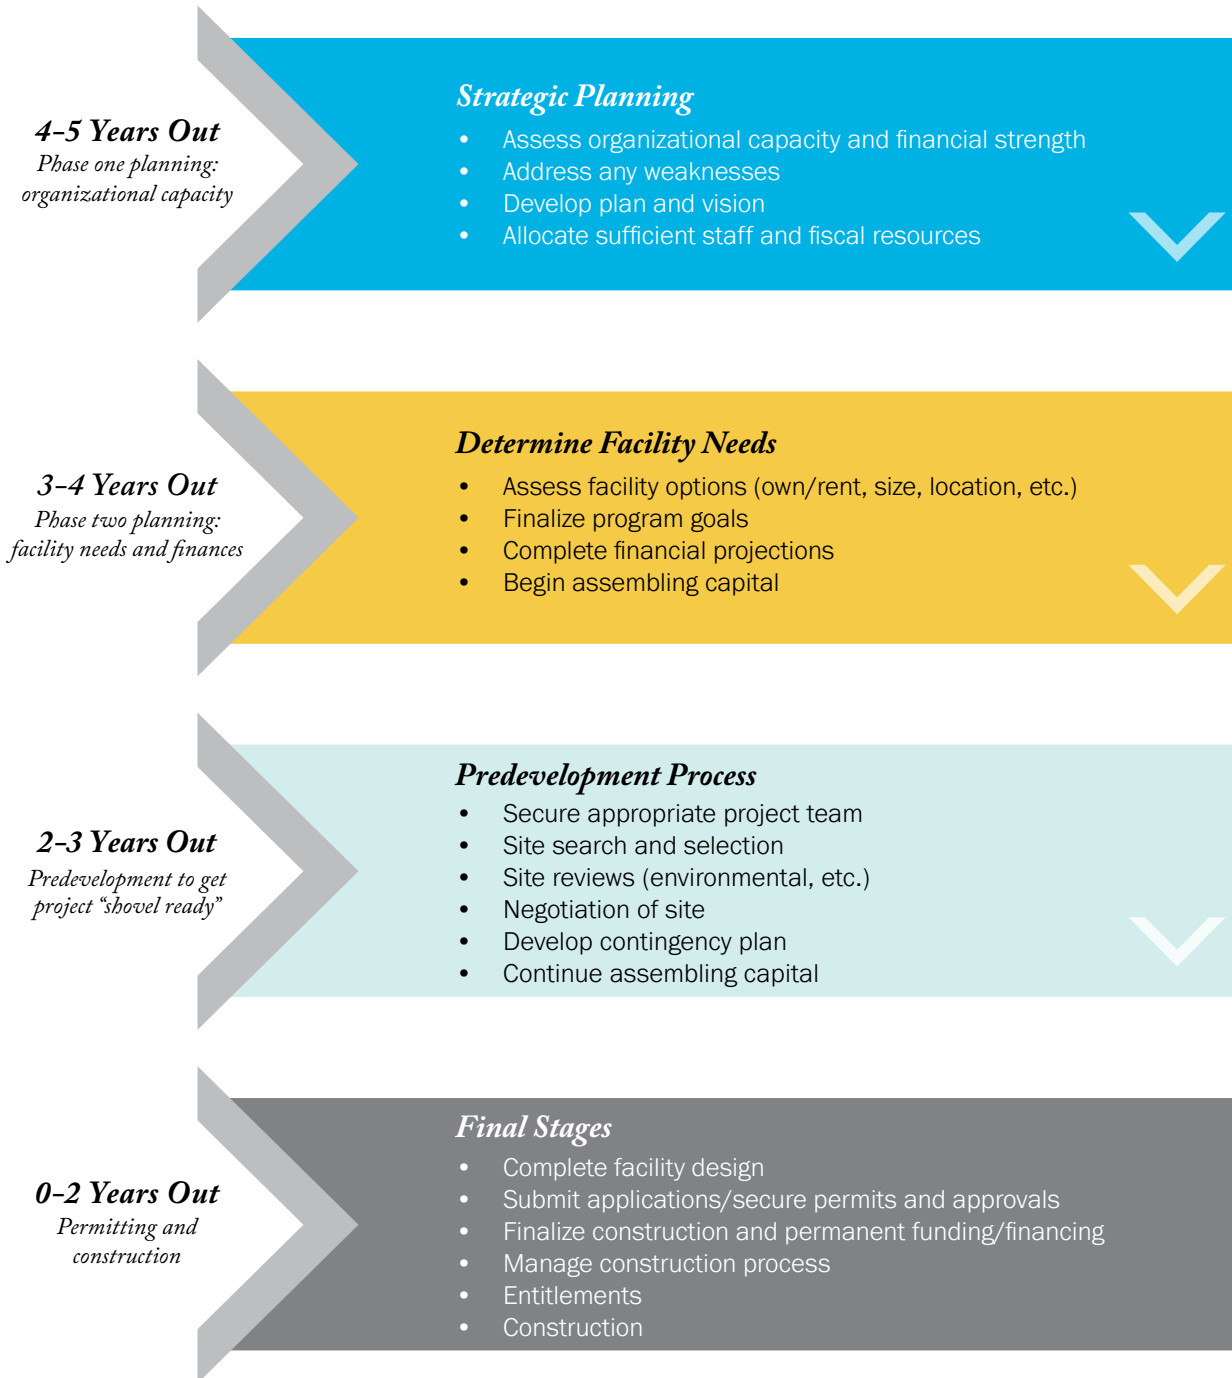 4-5 Years Out
Phase one planning:
organizational capacity
Strategic Planning
• Assess organizational capacity and financial strength
• Address any weaknesses
• Develop plan and vision
• Allocate sufficient staff and fiscal resources
3-4 Years Out
Phase two planning:
facility needs and finances
Determine Facility Needs
• Assess facility options (own/rent, size, location, etc.)
• Finalize program goals
• Complete financial projections
• Begin assembling capital
2-3 Years Out
Predevelopment to get
project “shovel ready”
Predevelopment Process
• Secure appropriate project team
• Site search and selection
• Site reviews (environmental, etc.)
• Negotiation of site
• Develop contingency plan
• Continue assembling capital
0-2 Years Out
Permitting and
construction
Final Stages
• Complete facility design
• Submit applications/secure permits and approvals
• Finalize construction and permanent funding/financing
• Manage construction process
• Entitlements
• Construction